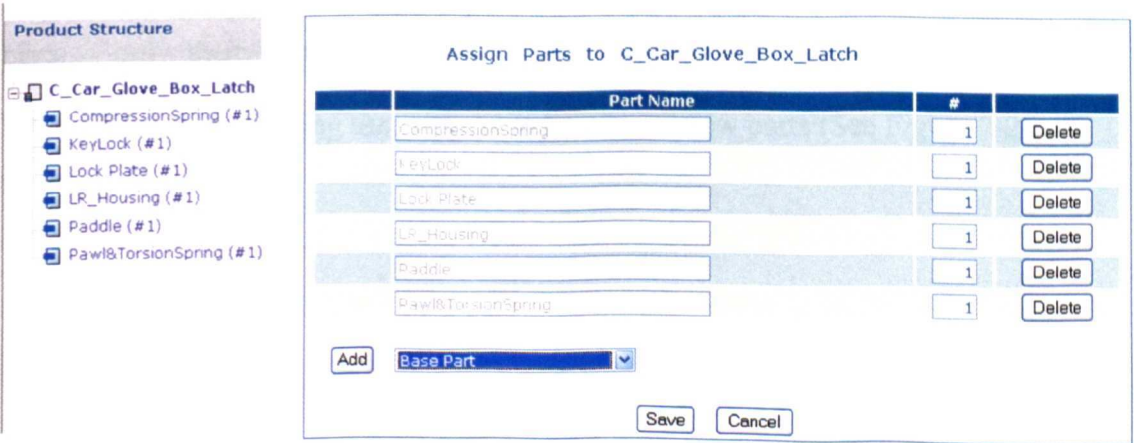 Product Structure
C_Car_Glove_Box_Latch
CompressionSpring (#1)
KeyLock (#1)
Lock Plate (#1)
LR_Housing (#1)
Paddle (#1)
Pawl&TorsionSpring (#1)
Assign Parts to C_Car_Glove_Box_Latch
Part Name #
CompressionSpring 1 Delete
KeyLock 1 Delete
Lock Plate 1 Delete
LR_Housing 1 Delete
Paddle 1 Delete
Pawl&TorsionSpring 1 Delete
Add Base Part
Save Cancel